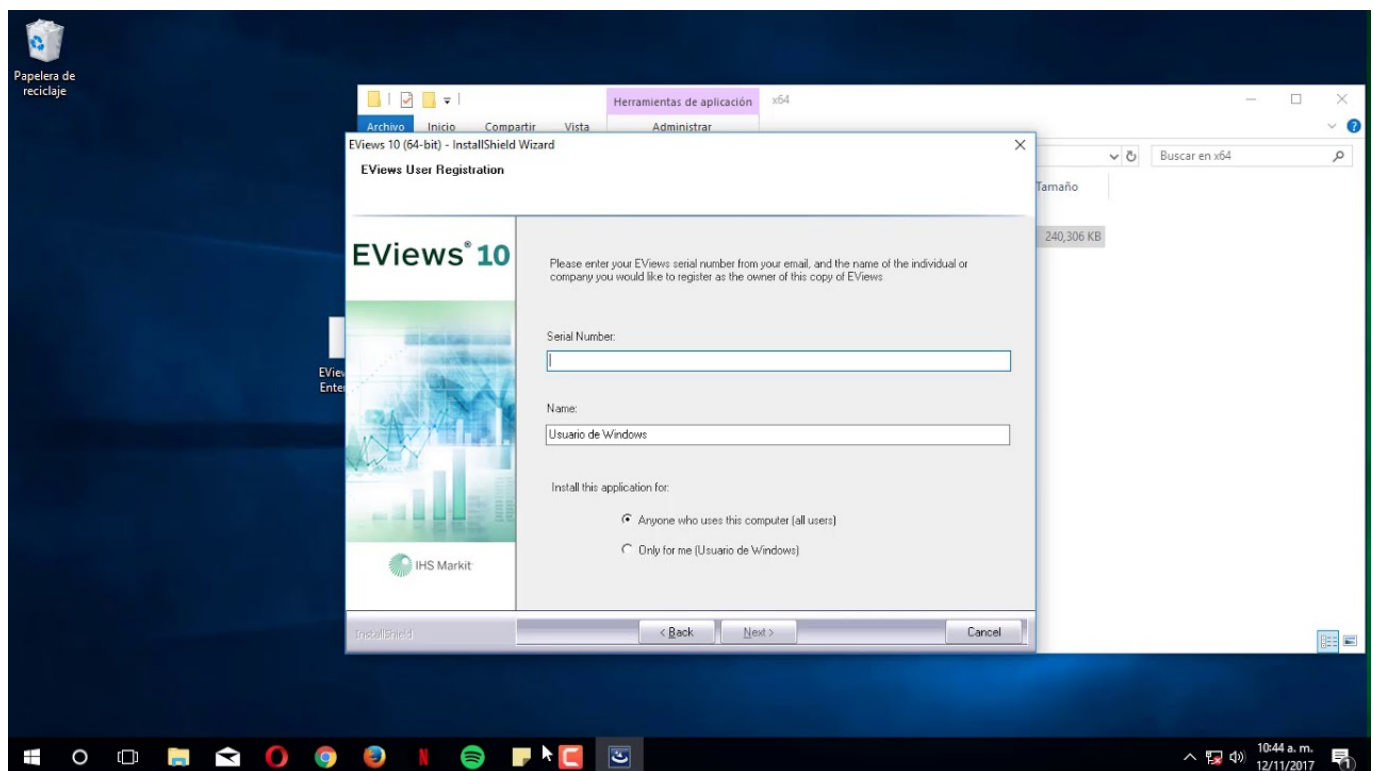 Papelera de
reciclaje
Herramientas de aplicación
x64
Archivo
Inicio
Compartir
Vista
Administrar
EViews 10 (64-bit) - InstallShield Wizard
EViews User Registration
Buscar en x64
Tamaño
240,306 KB
EViews® 10
Please enter your EViews serial number from your email, and the name of the individual or
company you would like to register as the owner of this copy of EViews
Serial Number:
EView
Enter
Name:
Usuario de Windows
Install this application for:
Anyone who uses this computer (all users)
Only for me (Usuario de Windows)
IHS Markit
InstallShield
< Back
Next >
Cancel
10:44 a. m.
12/11/2017